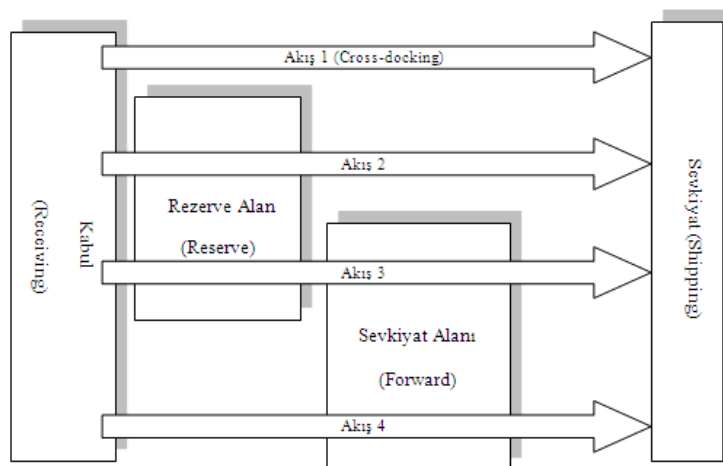 Kabul
(Receiving)
Akış 1 (Cross-docking)
Akış 2
Rezerve Alan
(Reserve)
Akış 3
Sevkiyat Alanı
(Forward)
Akış 4
Sevkiyat (Shipping)